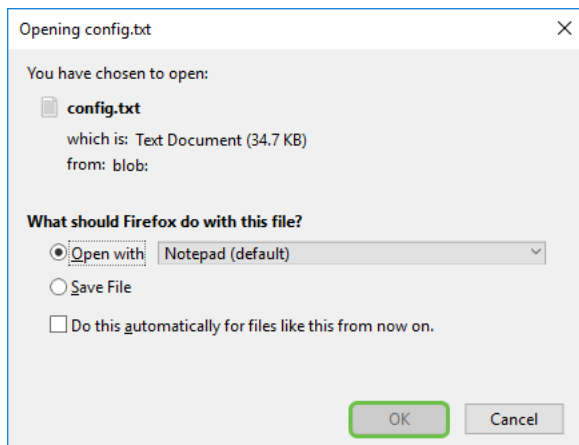 Opening config.txt
You have chosen to open:
config.txt
which is: Text Document (34.7 KB)
from: blob:
What should Firefox do with this file?
Open with Notepad (default)
Save File
Do this automatically for files like this from now on.
OK Cancel